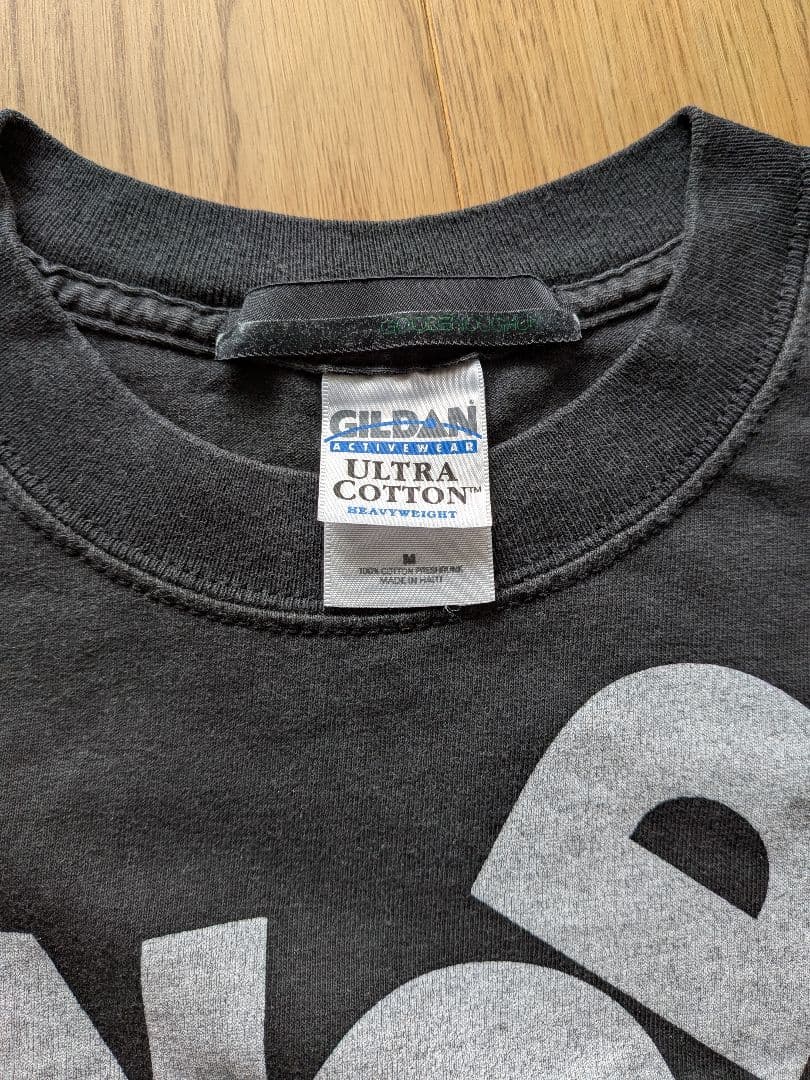 GOODENOUGH
GILDAN®
ACTIVEWEAR
ULTRA
COTTON™
HEAVYWEIGHT
M
100% COTTON PRESHRUNK
MADE IN HAITI